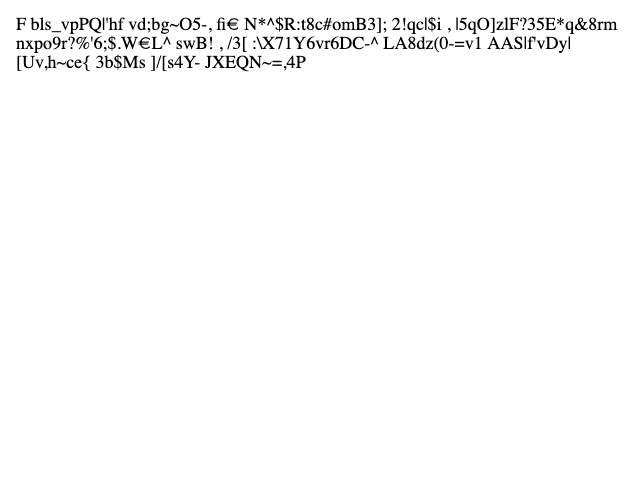 F bls_vpPQ|'hf vd;bg~O5-, fi€ N*^$R:t8c#omB3]; 2!qc|$i , |5qO]zlF?35E*q&8rm
nxpo9r?%'6;$.W€L^ swB! , /3[ :\X71Y6vr6DC-^ LA8dz(0-=v1 AAS|f'vDy|
[Uv,h~ce{ 3b$Ms ]/[s4Y- JXEQN~=,4P